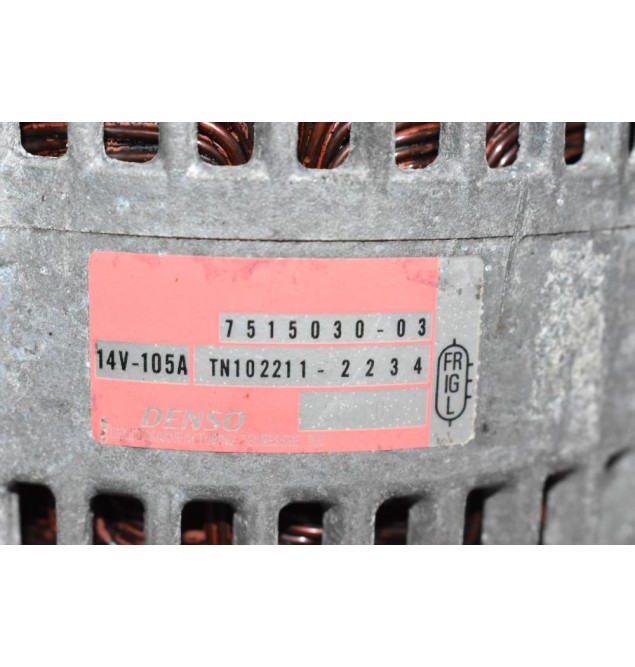 7515030-03
14V-105A TN102211-2234
FR
IG
L
DENSO